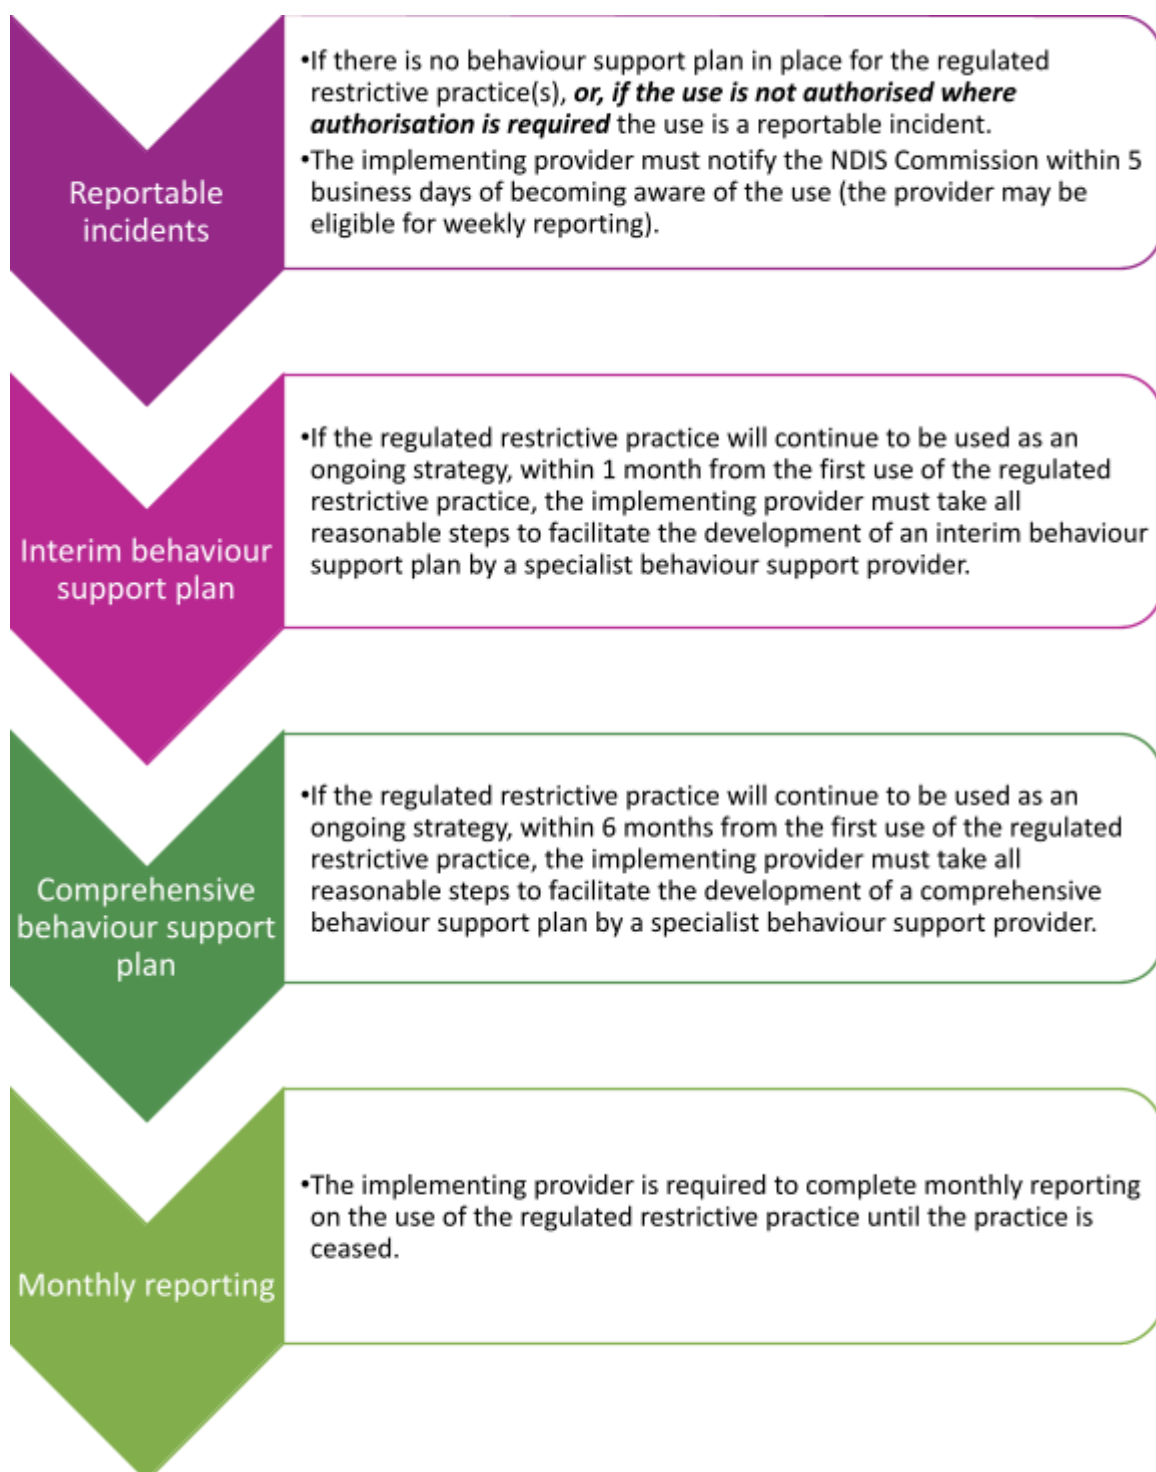 Reportable
incidents
•If there is no behaviour support plan in place for the regulated
restrictive practice(s), or, if the use is not authorised where
authorisation is required the use is a reportable incident.
•The implementing provider must notify the NDIS Commission within 5
business days of becoming aware of the use (the provider may be
eligible for weekly reporting).
Interim behaviour
support plan
•If the regulated restrictive practice will continue to be used as an
ongoing strategy, within 1 month from the first use of the regulated
restrictive practice, the implementing provider must take all
reasonable steps to facilitate the development of an interim behaviour
support plan by a specialist behaviour support provider.
Comprehensive
behaviour support
plan
•If the regulated restrictive practice will continue to be used as an
ongoing strategy, within 6 months from the first use of the regulated
restrictive practice, the implementing provider must take all
reasonable steps to facilitate the development of a comprehensive
behaviour support plan by a specialist behaviour support provider.
Monthly reporting
•The implementing provider is required to complete monthly reporting
on the use of the regulated restrictive practice until the practice is
ceased.